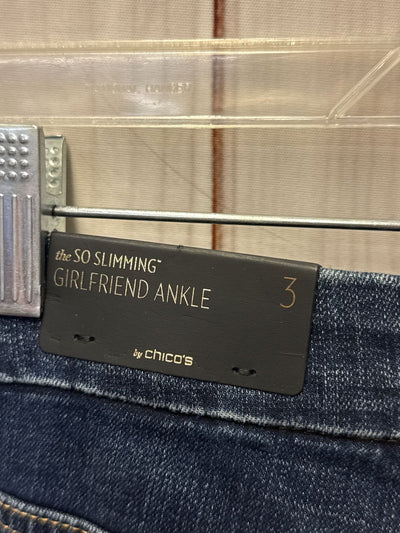 the SO SLIMMING™
GIRLFRIEND ANKLE
3
by chico's